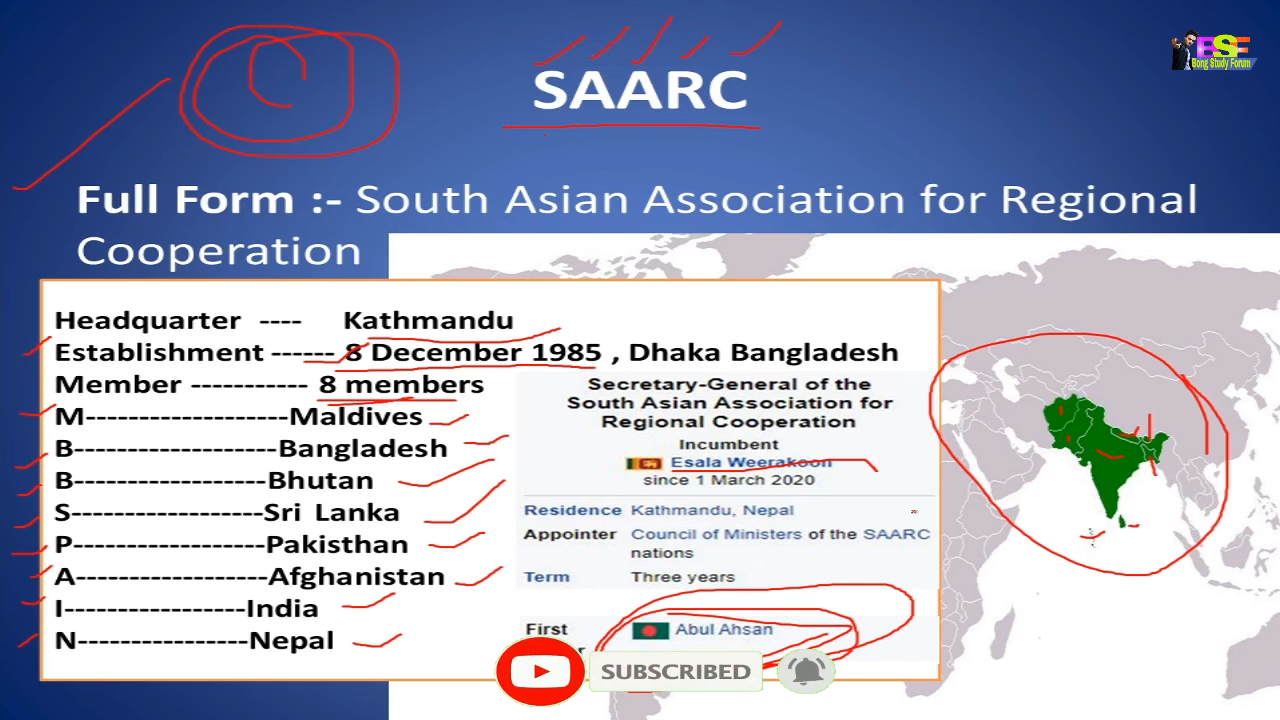 BSF
Bong Study Forum
SAARC
Full Form :- South Asian Association for Regional
Cooperation
Headquarter ---- Kathmandu
Establishment ------ 8 December 1985 , Dhaka Bangladesh
Member ----------- 8 members
M-------------------Maldives
B-------------------Bangladesh
B------------------Bhutan
S------------------Sri Lanka
P------------------Pakisthan
A------------------Afghanistan
I-----------------India
N----------------Nepal
Secretary-General of the
South Asian Association for
Regional Cooperation
Incumbent
Esala Weerakoon
since 1 March 2020
Residence Kathmandu, Nepal
Appointer Council of Ministers of the SAARC
nations
Term Three years
First Abul Ahsan
SUBSCRIBED